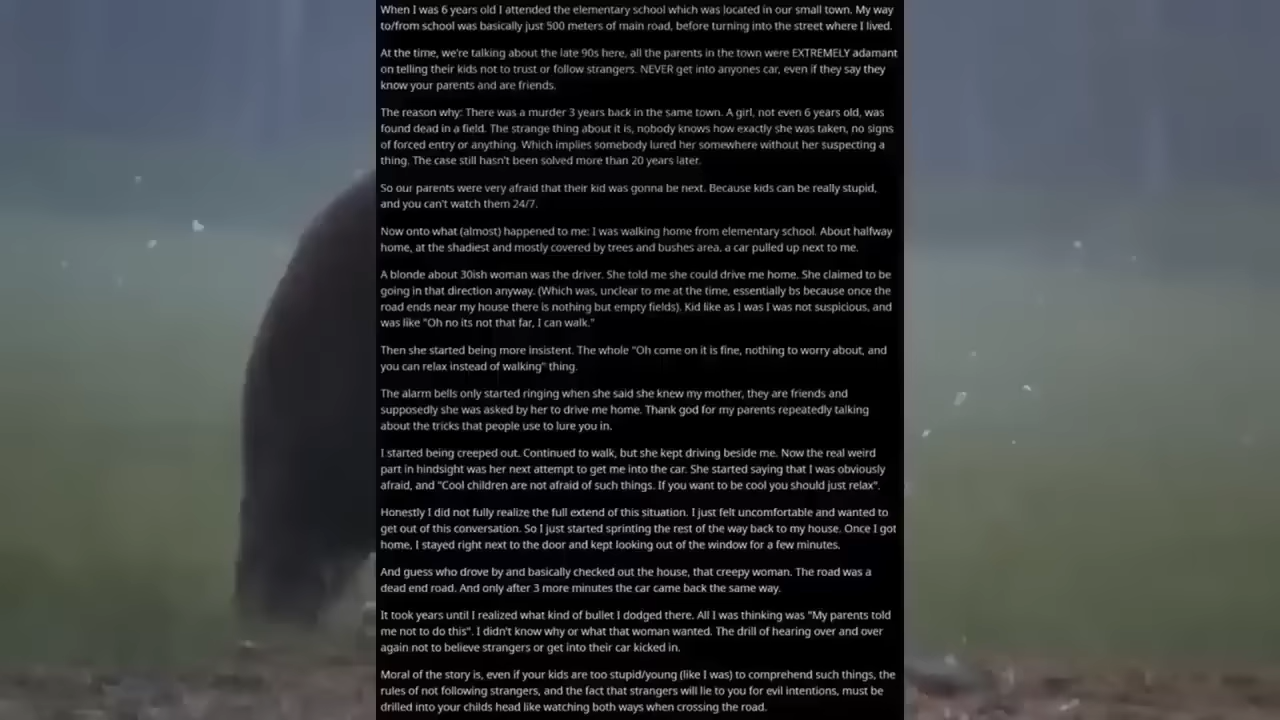 When I was 6 years old I attended the elementary school which was located in our small town. My way
to/from school was basically just 500 meters of main road, before turning into the street where I lived.
At the time, we're talking about the late 90s here, all the parents in the town were EXTREMELY adamant
on telling their kids not to trust or follow strangers. NEVER get into anyones car, even if they say they
know your parents and are friends.
The reason why: There was a murder 3 years back in the same town. A girl, not even 6 years old, was
found dead in a field. The strange thing about it is, nobody knows how exactly she was taken, no signs
of forced entry or anything. Which implies somebody lured her somewhere without her suspecting a
thing. The case still hasn't been solved more than 20 years later.
So our parents were very afraid that their kid was gonna be next. Because kids can be really stupid,
and you can't watch them 24/7.
Now onto what (almost) happened to me: I was walking home from elementary school. About halfway
home, at the shadiest and mostly covered by trees and bushes area, a car pulled up next to me.
A blonde about 30ish woman was the driver. She told me she could drive me home. She claimed to be
going in that direction anyway. (Which was, unclear to me at the time, essentially bs because once the
road ends near my house there is nothing but empty fields). Kid like as I was I was not suspicious, and
was like "Oh no its not that far, I can walk."
Then she started being more insistent. The whole "Oh come on it is fine, nothing to worry about, and
you can relax instead of walking" thing.
The alarm bells only started ringing when she said she knew my mother, they are friends and
supposedly she was asked by her to drive me home. Thank god for my parents repeatedly talking
about the tricks that people use to lure you in.
I started being creeped out. Continued to walk, but she kept driving beside me. Now the real weird
part in hindsight was her next attempt to get me into the car. She started saying that I was obviously
afraid, and "Cool children are not afraid of such things. If you want to be cool you should just relax".
Honestly I did not fully realize the full extend of this situation. I just felt uncomfortable and wanted to
get out of this conversation. So I just started sprinting the rest of the way back to my house. Once I got
home, I stayed right next to the door and kept looking out of the window for a few minutes.
And guess who drove by and basically checked out the house, that creepy woman. The road was a
dead end road. And only after 3 more minutes the car came back the same way.
It took years until I realized what kind of bullet I dodged there. All I was thinking was "My parents told
me not to do this". I didn't know why or what that woman wanted. The drill of hearing over and over
again not to believe strangers or get into their car kicked in.
Moral of the story is, even if your kids are too stupid/young (like I was) to comprehend such things, the
rules of not following strangers, and the fact that strangers will lie to you for evil intentions, must be
drilled into your childs head like watching both ways when crossing the road.